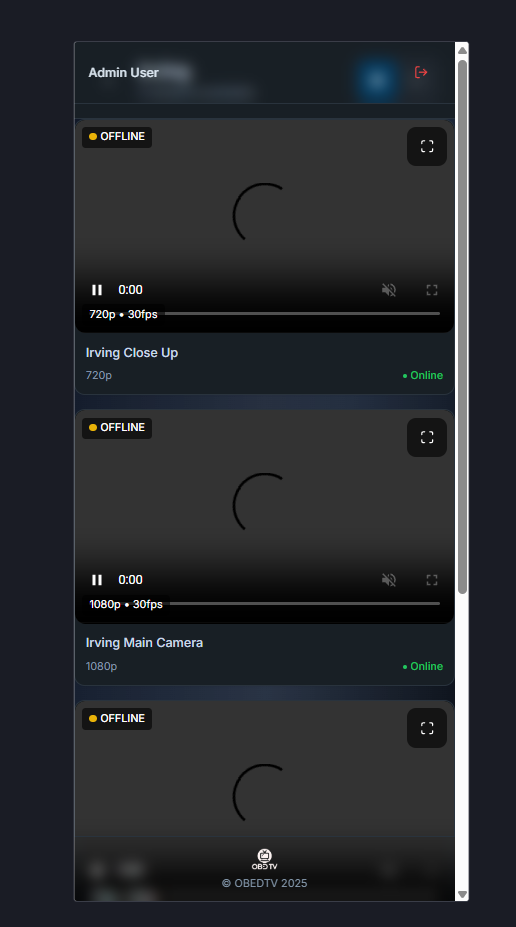 Admin User
OFFLINE
0:00
720p • 30fps
Irving Close Up
720p
• Online
OFFLINE
0:00
1080p • 30fps
Irving Main Camera
1080p
• Online
OFFLINE
OBEDTV
© OBEDTV 2025